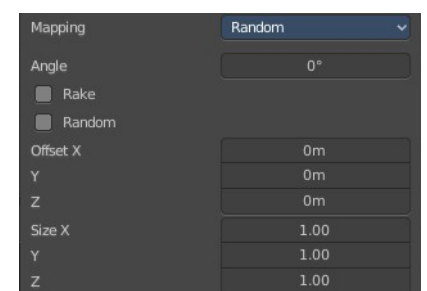 Mapping Random
Angle 0°
Rake
Random
Offset X 0m
Y 0m
Z 0m
Size X 1.00
Y 1.00
Z 1.00